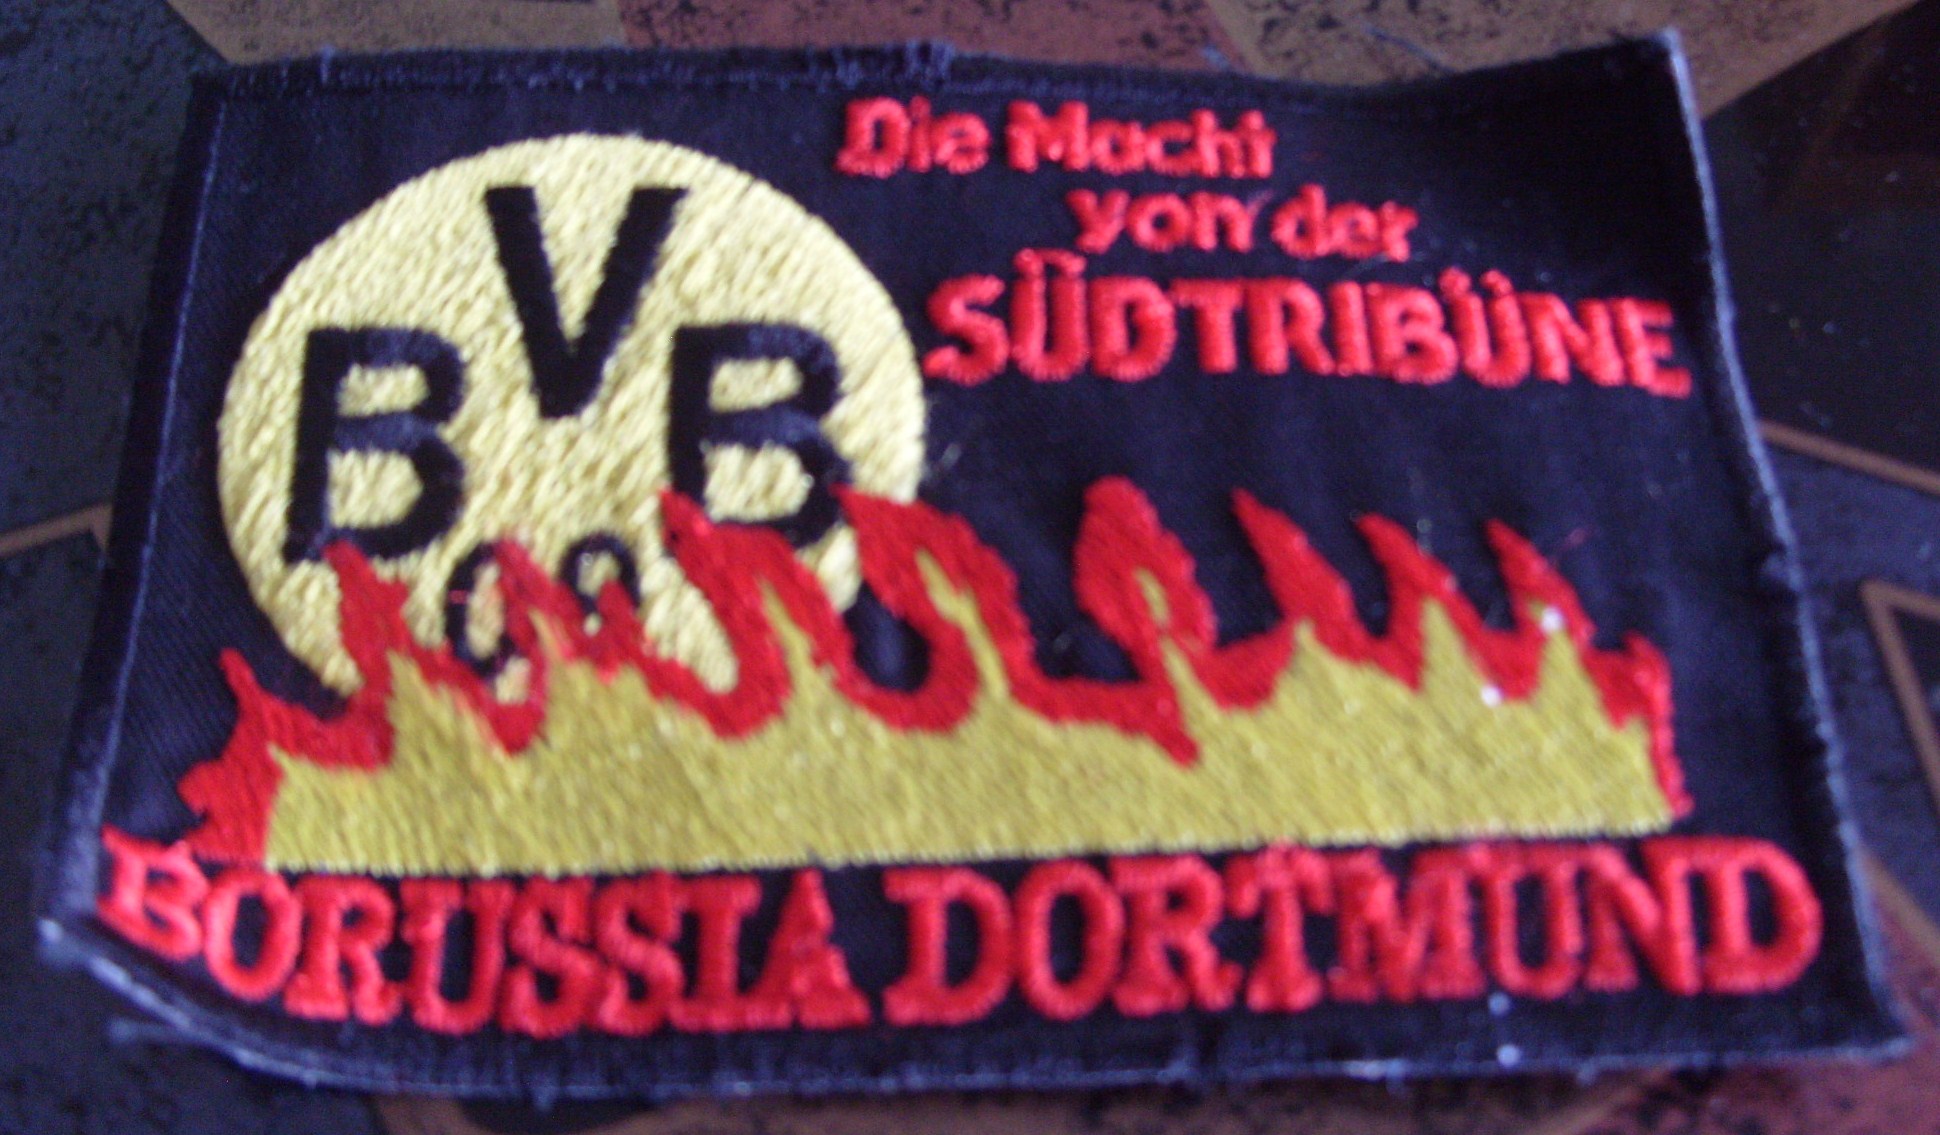 Die Macht
von der
SÜDTRIBÜNE
BVB
09
BORUSSIA DORTMUND